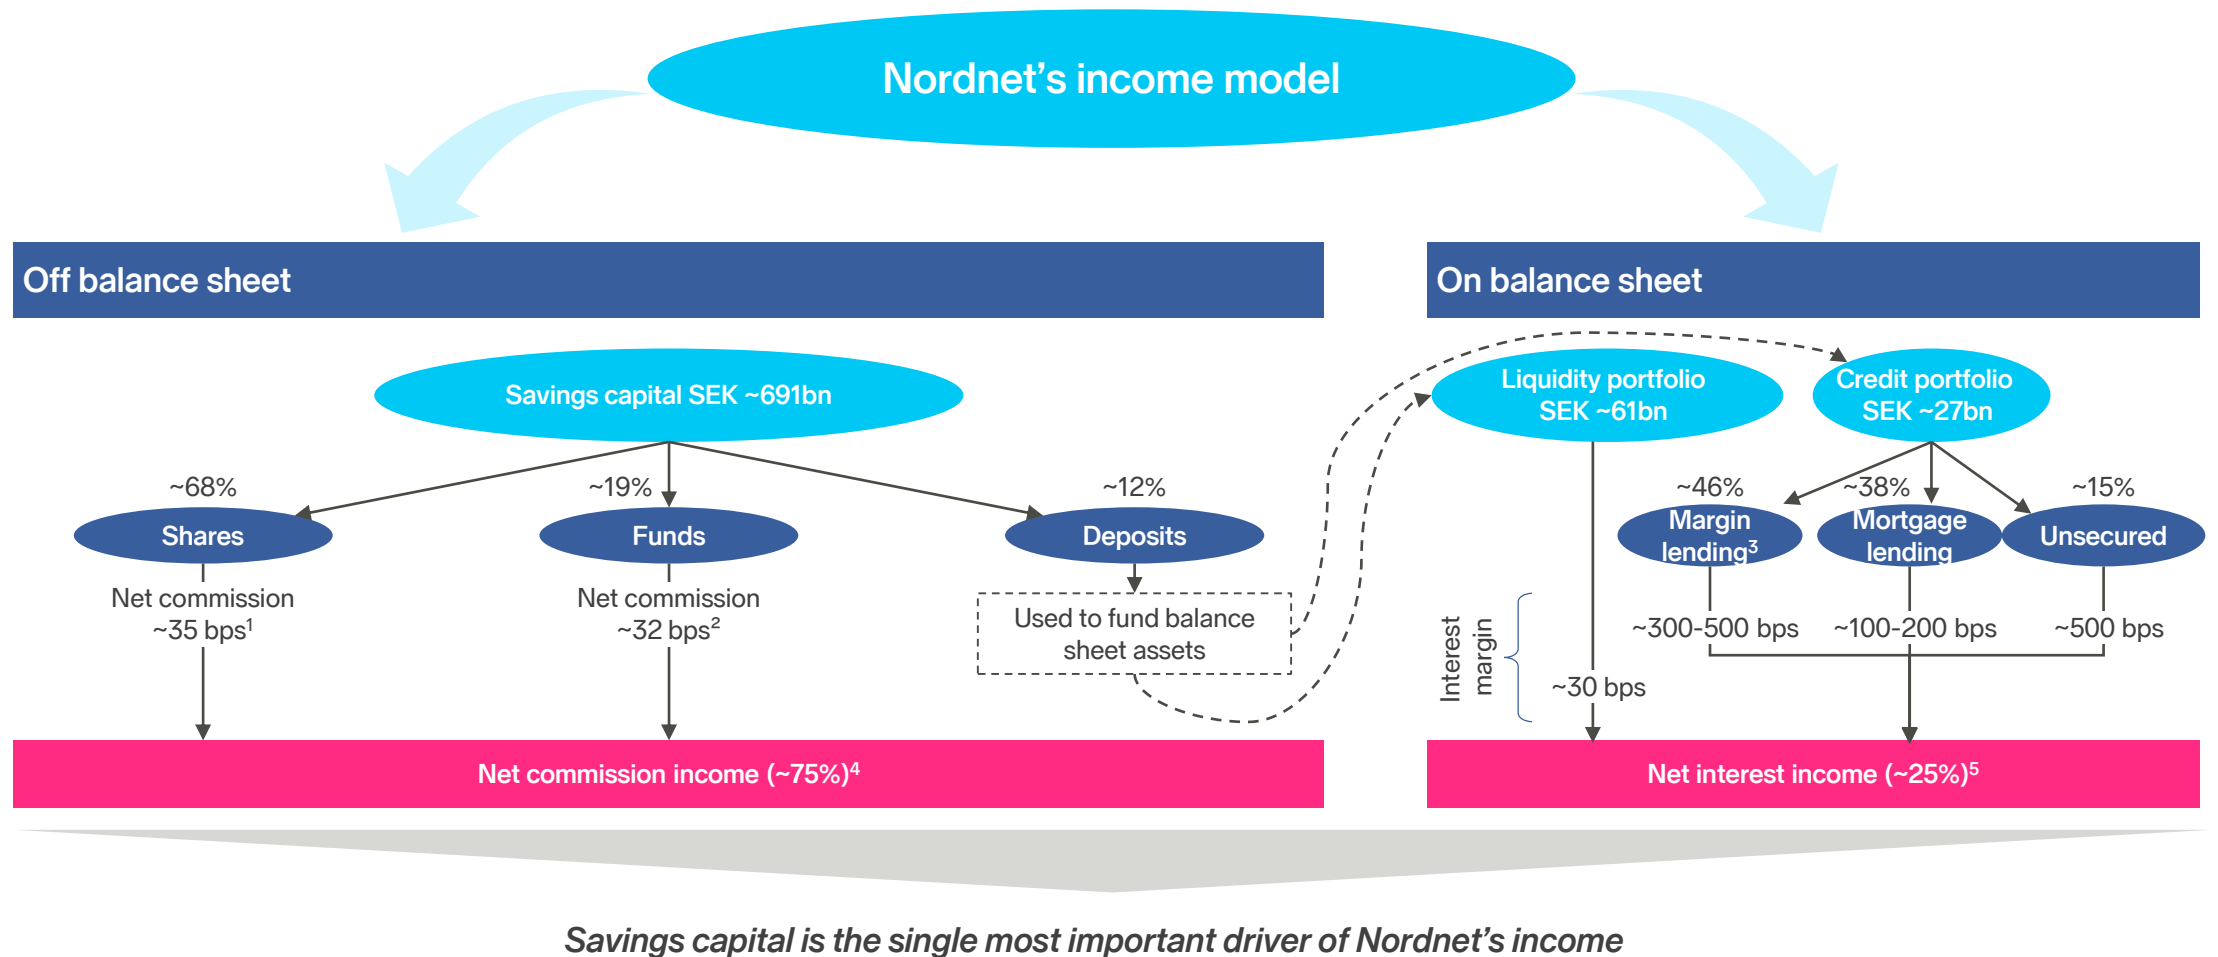 Nordnet's income model
Off balance sheet
On balance sheet
Savings capital SEK ~691bn
Liquidity portfolio
SEK ~61bn
Credit portfolio
SEK ~27bn
~68%
~19%
~12%
~46%
~38%
~15%
Shares
Funds
Deposits
Margin
lending³
Mortgage
lending
Unsecured
Net commission
~35 bps¹
Net commission
~32 bps²
Used to fund balance
sheet assets
Interest
margin
~30 bps
~300-500 bps
~100-200 bps
~500 bps
Net commission income (~75%)⁴
Net interest income (~25%)⁵
Savings capital is the single most important driver of Nordnet's income